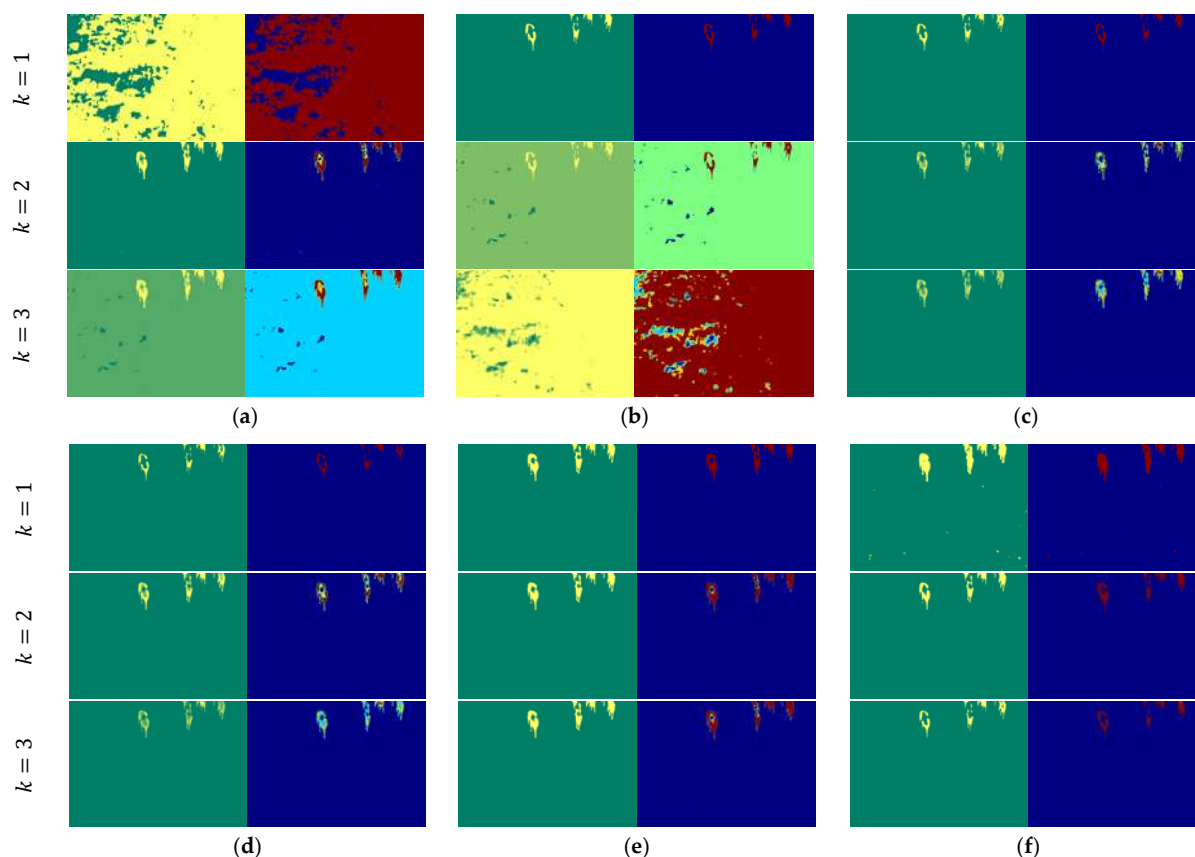 k = 1
k = 2
k = 3
(a)
(b)
(c)
k = 1
k = 2
k = 3
(d)
(e)
(f)